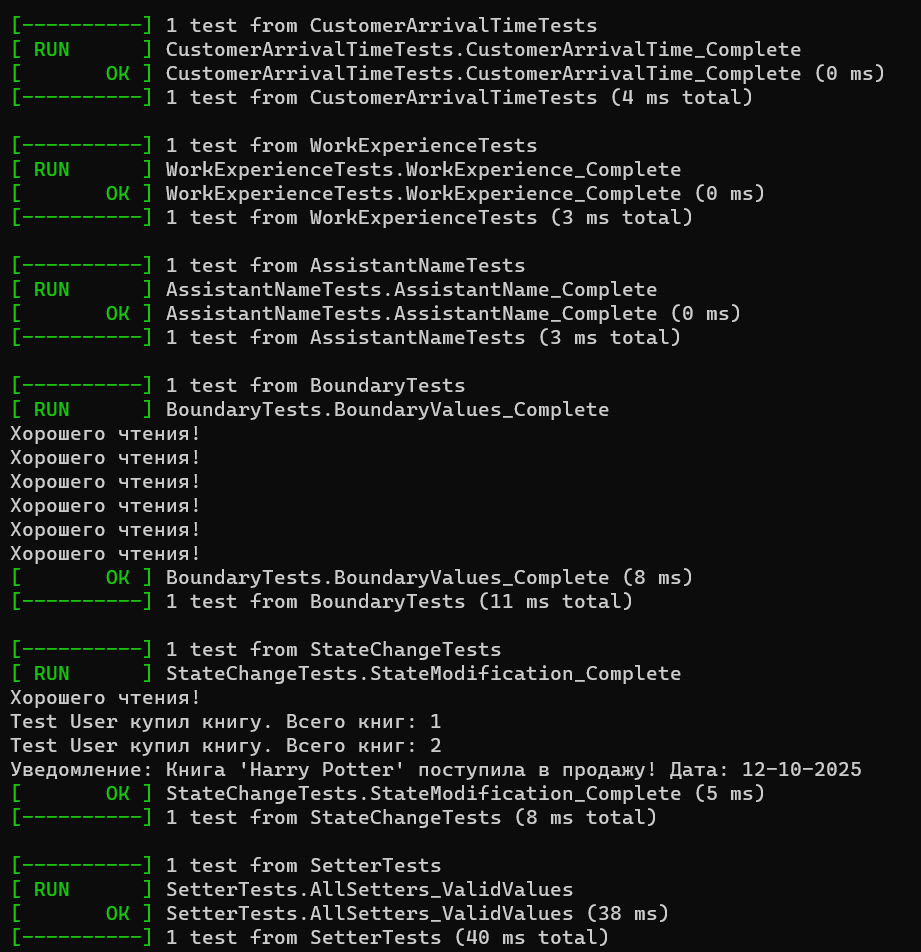 [----------] 1 test from CustomerArrivalTimeTests
[ RUN      ] CustomerArrivalTimeTests.CustomerArrivalTime_Complete
[       OK ] CustomerArrivalTimeTests.CustomerArrivalTime_Complete (0 ms)
[----------] 1 test from CustomerArrivalTimeTests (4 ms total)
[----------] 1 test from WorkExperienceTests
[ RUN      ] WorkExperienceTests.WorkExperience_Complete
[       OK ] WorkExperienceTests.WorkExperience_Complete (0 ms)
[----------] 1 test from WorkExperienceTests (3 ms total)
[----------] 1 test from AssistantNameTests
[ RUN      ] AssistantNameTests.AssistantName_Complete
[       OK ] AssistantNameTests.AssistantName_Complete (0 ms)
[----------] 1 test from AssistantNameTests (3 ms total)
[----------] 1 test from BoundaryTests
[ RUN      ] BoundaryTests.BoundaryValues_Complete
Хорошего чтения!
Хорошего чтения!
Хорошего чтения!
Хорошего чтения!
Хорошего чтения!
Хорошего чтения!
[       OK ] BoundaryTests.BoundaryValues_Complete (8 ms)
[----------] 1 test from BoundaryTests (11 ms total)
[----------] 1 test from StateChangeTests
[ RUN      ] StateChangeTests.StateModification_Complete
Хорошего чтения!
Test User купил книгу. Всего книг: 1
Test User купил книгу. Всего книг: 2
Уведомление: Книга 'Harry Potter' поступила в продажу! Дата: 12-10-2025
[       OK ] StateChangeTests.StateModification_Complete (5 ms)
[----------] 1 test from StateChangeTests (8 ms total)
[----------] 1 test from SetterTests
[ RUN      ] SetterTests.AllSetters_ValidValues
[       OK ] SetterTests.AllSetters_ValidValues (38 ms)
[----------] 1 test from SetterTests (40 ms total)